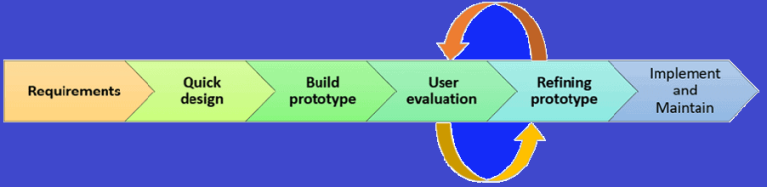 Requirements
Quick
design
Build
prototype
User
evaluation
Refining
prototype
Implement
and
Maintain